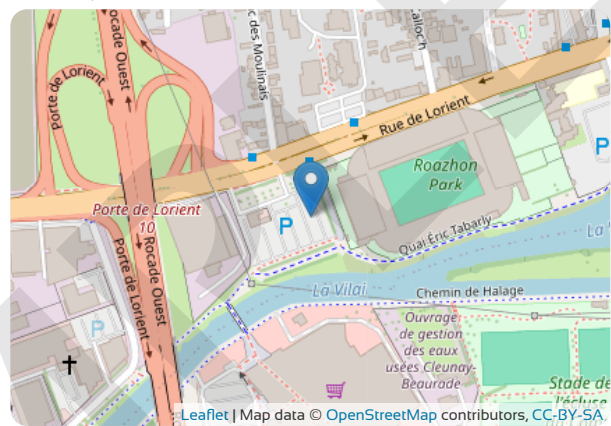 Rocade Ouest
Porte de Lorient
c des Moulinais
alloc'h
Rue de Lorient
P
Roazhon
Park
Porte de Lorient
10
P
Quai Éric Tabarly
La V
La Vilai
Chemin de Halage
Porte de Lorient
Rocade Ouest
P
Ouvrage
de gestion
des eaux
usées Cleunay-
Beaurade
Stade de
l'écluse
Leaflet | Map data © OpenStreetMap contributors, CC-BY-SA